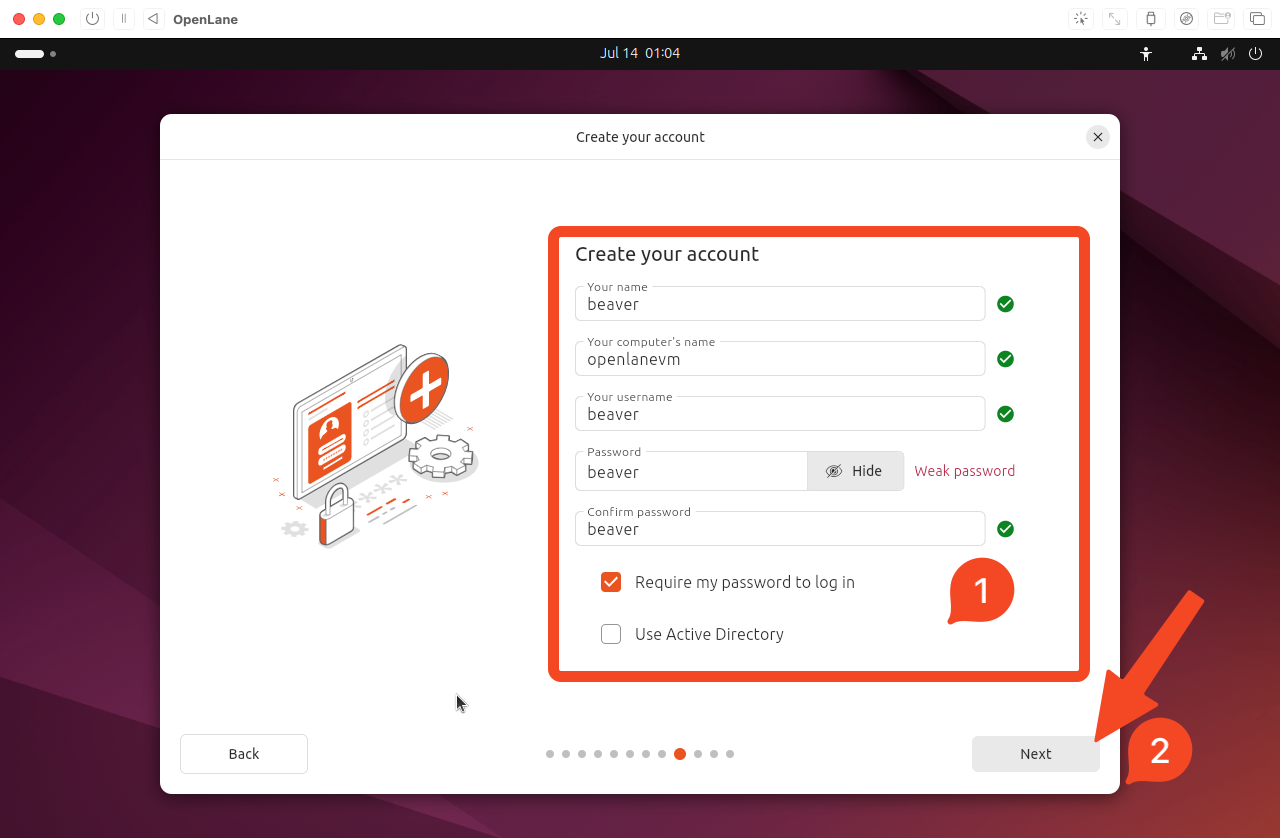 OpenLane
Jul 14 01:04
Create your account
Create your account
Your name
beaver
Your computer's name
openlanevm
Your username
beaver
Password
beaver
Hide
Weak password
Confirm password
beaver
Require my password to log in
1
Use Active Directory
Back
Next
2